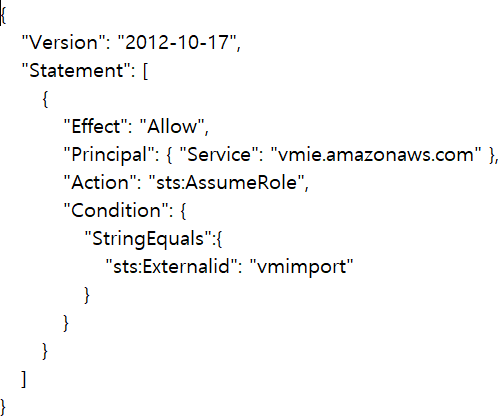 {
   "Version": "2012-10-17",
   "Statement": [
      {
         "Effect": "Allow",
         "Principal": { "Service": "vmie.amazonaws.com" },
         "Action": "sts:AssumeRole",
         "Condition": {
            "StringEquals":{
               "sts:Externalid": "vmimport"
            }
         }
      }
   ]
}